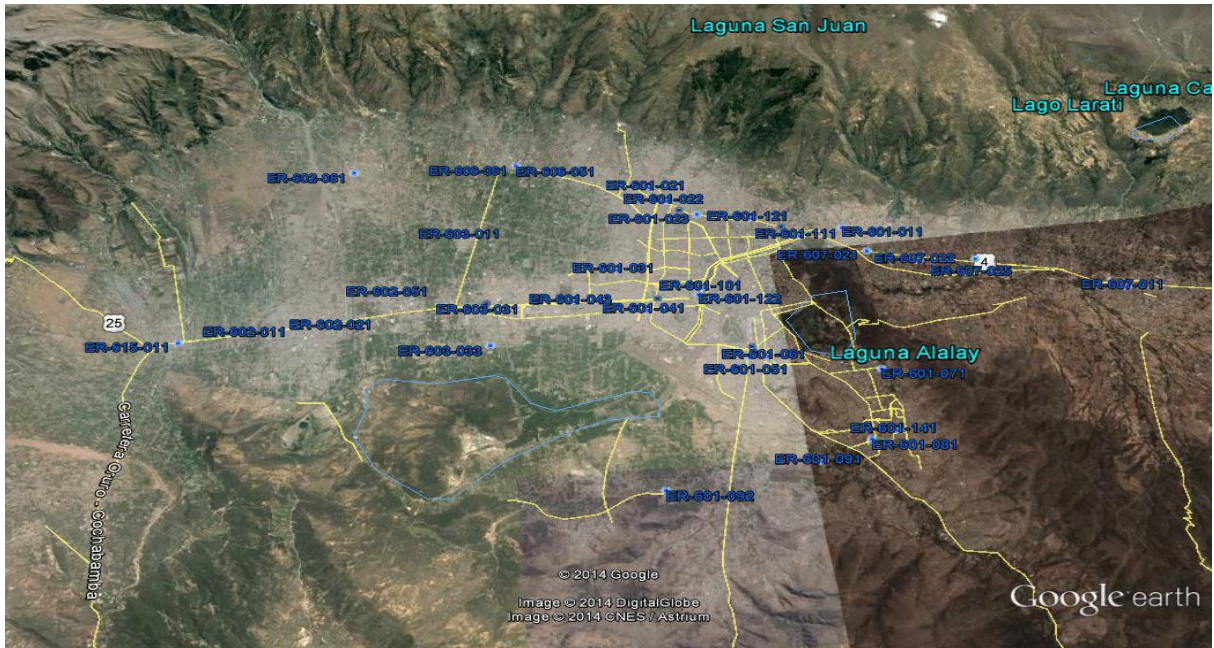 Laguna San Juan
Laguna Ca
Lago Larati
ER-602-061
ER-606-061
ER-606-051
ER-601-021
ER-601-022
ER-601-023
ER-601-121
ER-603-011
ER-601-111
ER-601-011
ER-607-021
ER-607-022
4
ER-607-025
ER-607-011
ER-601-031
ER-601-101
ER-602-051
ER-601-043
ER-601-041
ER-601-122
ER-603-031
25
ER-602-011
ER-602-021
ER-615-011
ER-603-033
ER-601-061
Laguna Alalay
ER-601-051
ER-601-071
Carretera Oruro - Cochabamba
ER-601-141
ER-601-081
ER-601-091
ER-601-092
© 2014 Google
Image © 2014 DigitalGlobe
Image © 2014 CNES / Astrium
Google earth